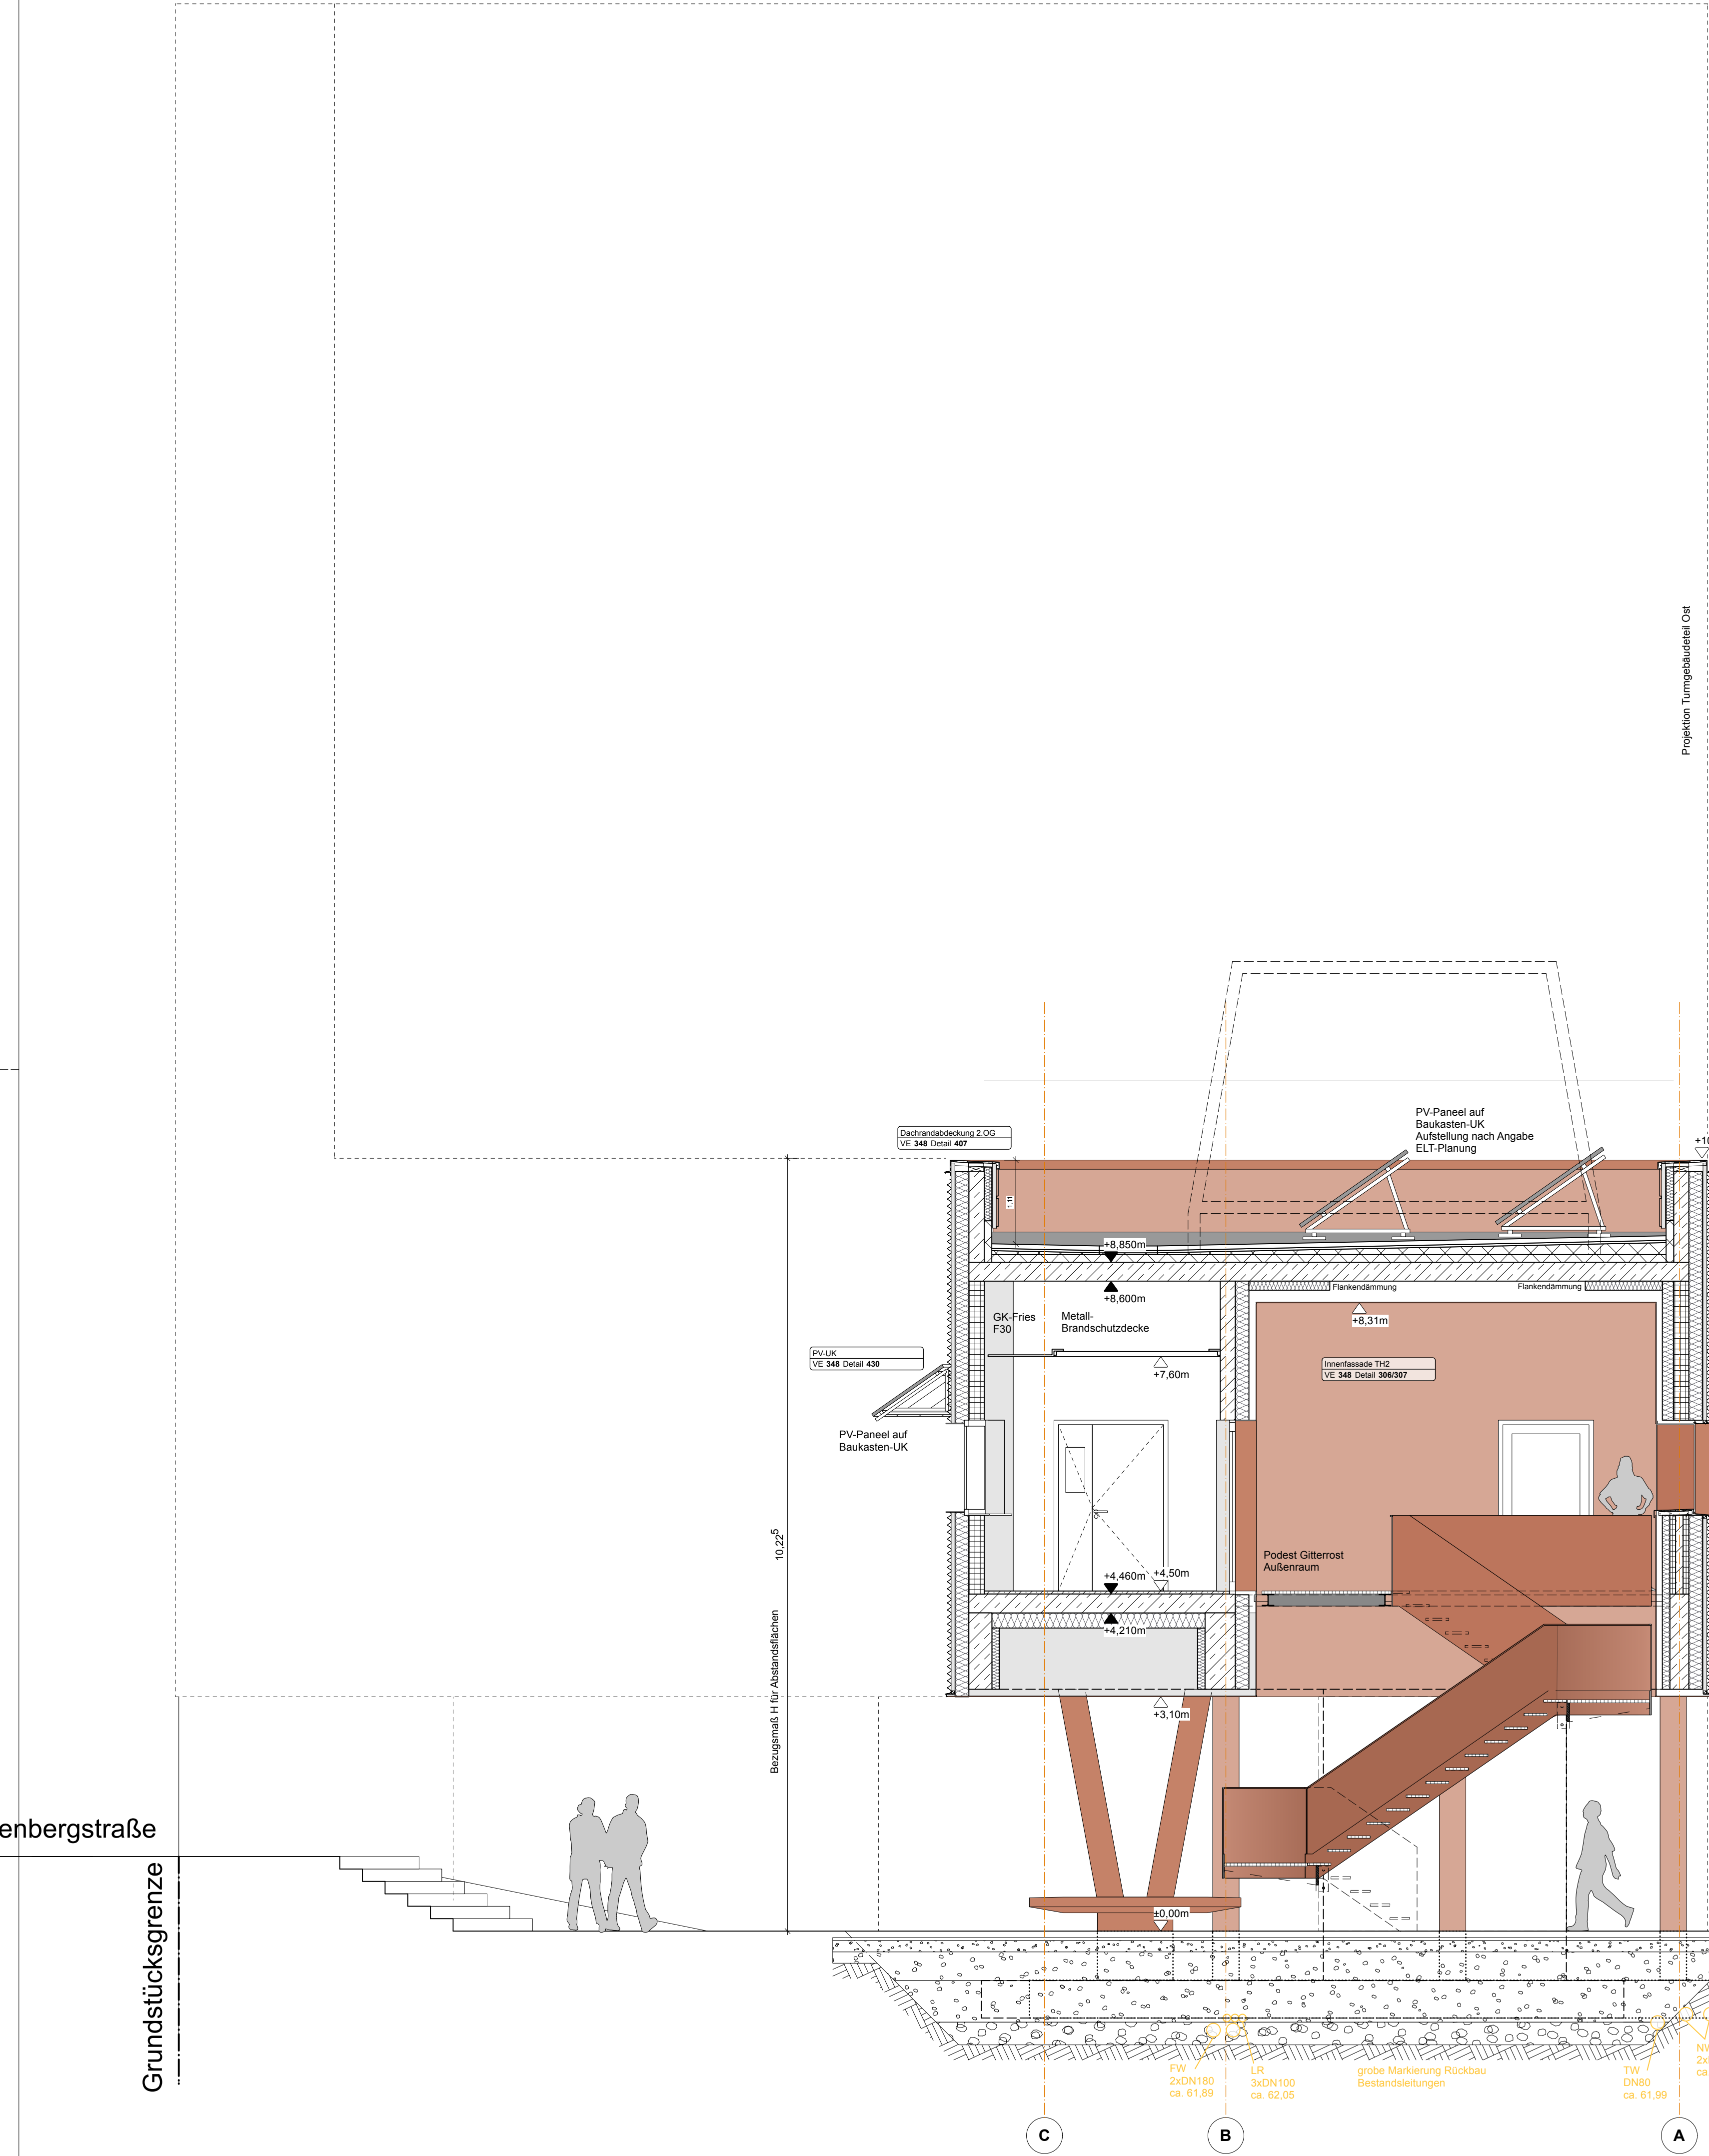 Projektion Turmgebäudeteil Ost
PV-Paneel auf
Baukasten-UK
Aufstellung nach Angabe
ELT-Planung
Dachrandabdeckung 2.OG
VE 348 Detail 407
1,11
+8,850m
+8,600m
Flankendämmung
Flankendämmung
GK-Fries
F30
Metall-
Brandschutzdecke
+8,31m
PV-UK
VE 348 Detail 430
+7,60m
Innenfassade TH2
VE 348 Detail 306/307
PV-Paneel auf
Baukasten-UK
10,22⁵
Bezugsmaß H für Abstandsflächen
Podest Gitterrost
Außenraum
+4,460m
+4,50m
+4,210m
+3,10m
enbergstraße
Grundstücksgrenze
±0,00m
FW
2xDN180
ca. 61,89
LR
3xDN100
ca. 62,05
grobe Markierung Rückbau
Bestandsleitungen
TW
DN80
ca. 61,99
ca
C
B
A